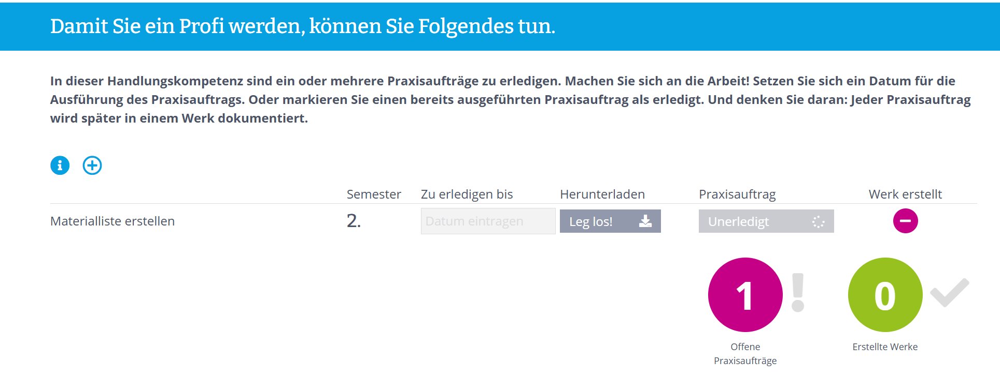 Damit Sie ein Profi werden, können Sie Folgendes tun.
In dieser Handlungskompetenz sind ein oder mehrere Praxisaufträge zu erledigen. Machen Sie sich an die Arbeit! Setzen Sie sich ein Datum für die
Ausführung des Praxisauftrags. Oder markieren Sie einen bereits ausgeführten Praxisauftrag als erledigt. Und denken Sie daran: Jeder Praxisauftrag
wird später in einem Werk dokumentiert.
Semester Zu erledigen bis Herunterladen Praxisauftrag Werk erstellt
Materialliste erstellen 2. Datum eintragen Leg los! Unerledigt
1 0
Offene Erstellte Werke
Praxisaufträge